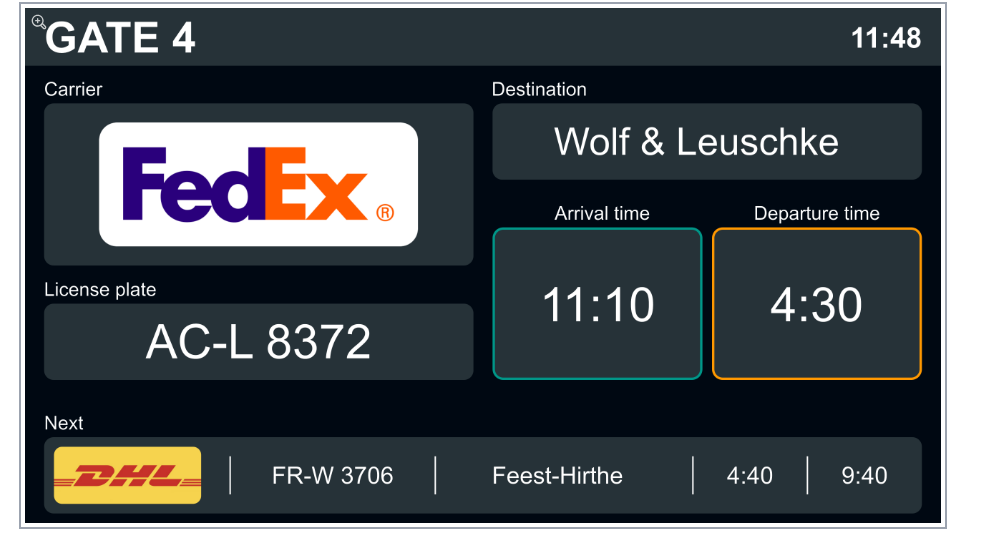 GATE 4
11:48
Carrier
FedEx®
Destination
Wolf & Leuschke
Arrival time
Departure time
11:10
4:30
License plate
AC-L 8372
Next
DHL
FR-W 3706
Feest-Hirthe
4:40
9:40